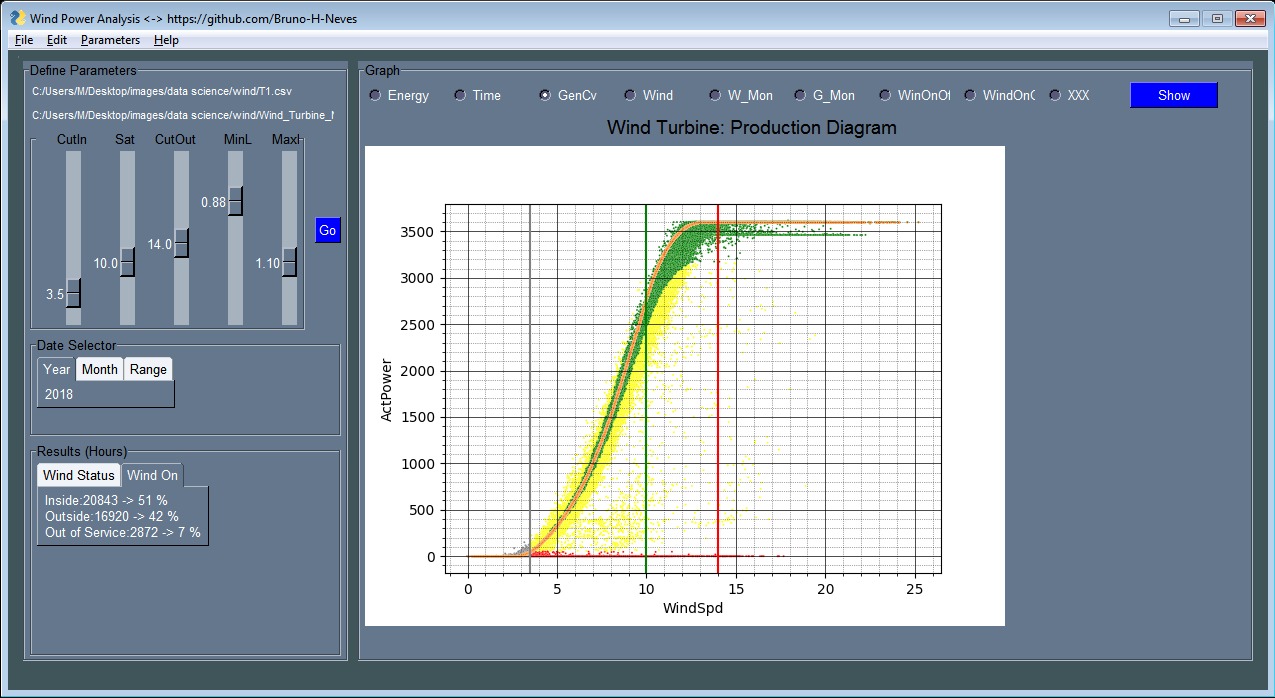 Wind Power Analysis <-> https://github.com/Bruno-H-Neves
File Edit Parameters Help
Define Parameters
C:/Users/M/Desktop/images/data science/wind/T1.csv
C:/Users/M/Desktop/images/data science/wind/Wind_Turbine_
CutIn Sat CutOut MinL Maxl
0.88
14.0
10.0
1.10
3.5
Go
Date Selector
Year Month Range
2018
Results (Hours)
Wind Status Wind On
Inside:20843 -> 51 %
Outside:16920 -> 42 %
Out of Service:2872 -> 7 %
Graph
Energy Time GenCv Wind W_Mon G_Mon WinOnOf WindOn( XXX Show
Wind Turbine: Production Diagram
ActPower
3500
3000
2500
2000
1500
1000
500
0
0 5 10 15 20 25
WindSpd